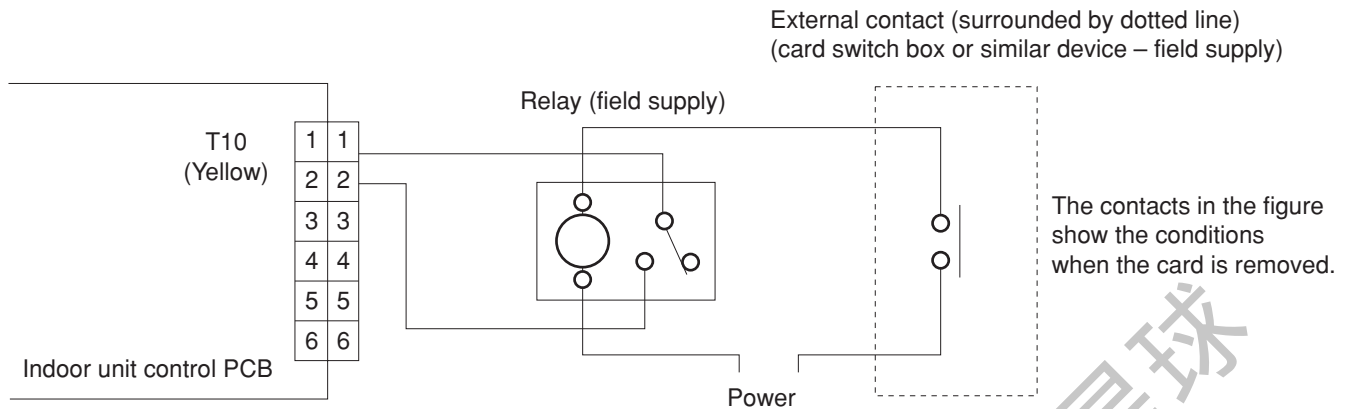 External contact (surrounded by dotted line)
(card switch box or similar device – field supply)
Relay (field supply)
T10
(Yellow)
1 1
2 2
3 3
4 4
5 5
6 6
The contacts in the figure
show the conditions
when the card is removed.
Indoor unit control PCB
Power
星球